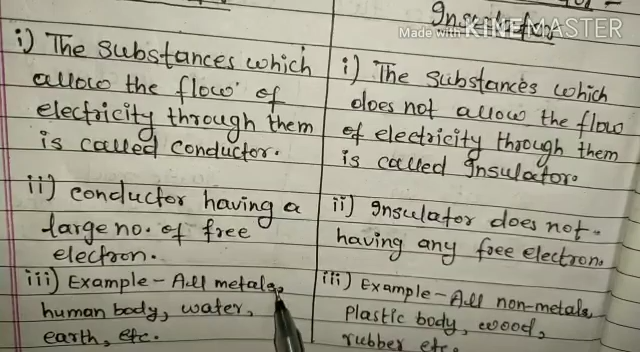 Insulator
Made with KINEMASTER
i) The substances which
allow the flow of
electricity through them
is called conductor.
ii) conductor having a
large no. of free
electron.
iii) Example - All metals,
human body, water,
earth, etc.
i) The substances which
does not allow the flow
of electricity through them
is called Insulator.
ii) Insulator does not
having any free electron.
iii) Example - All non-metals,
Plastic body, wood,
rubber etc.